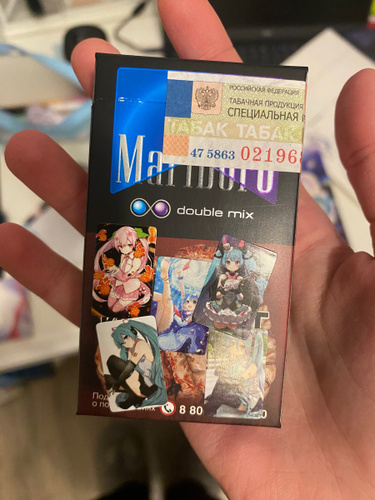 РОССИЙСКАЯ ФЕДЕРАЦИЯ
ТАБАЧНАЯ ПРОДУКЦИЯ
СПЕЦИАЛЬНАЯ
ТАБАК ТАБАК
47 5863 021968
Marlboro
double mix
8 80